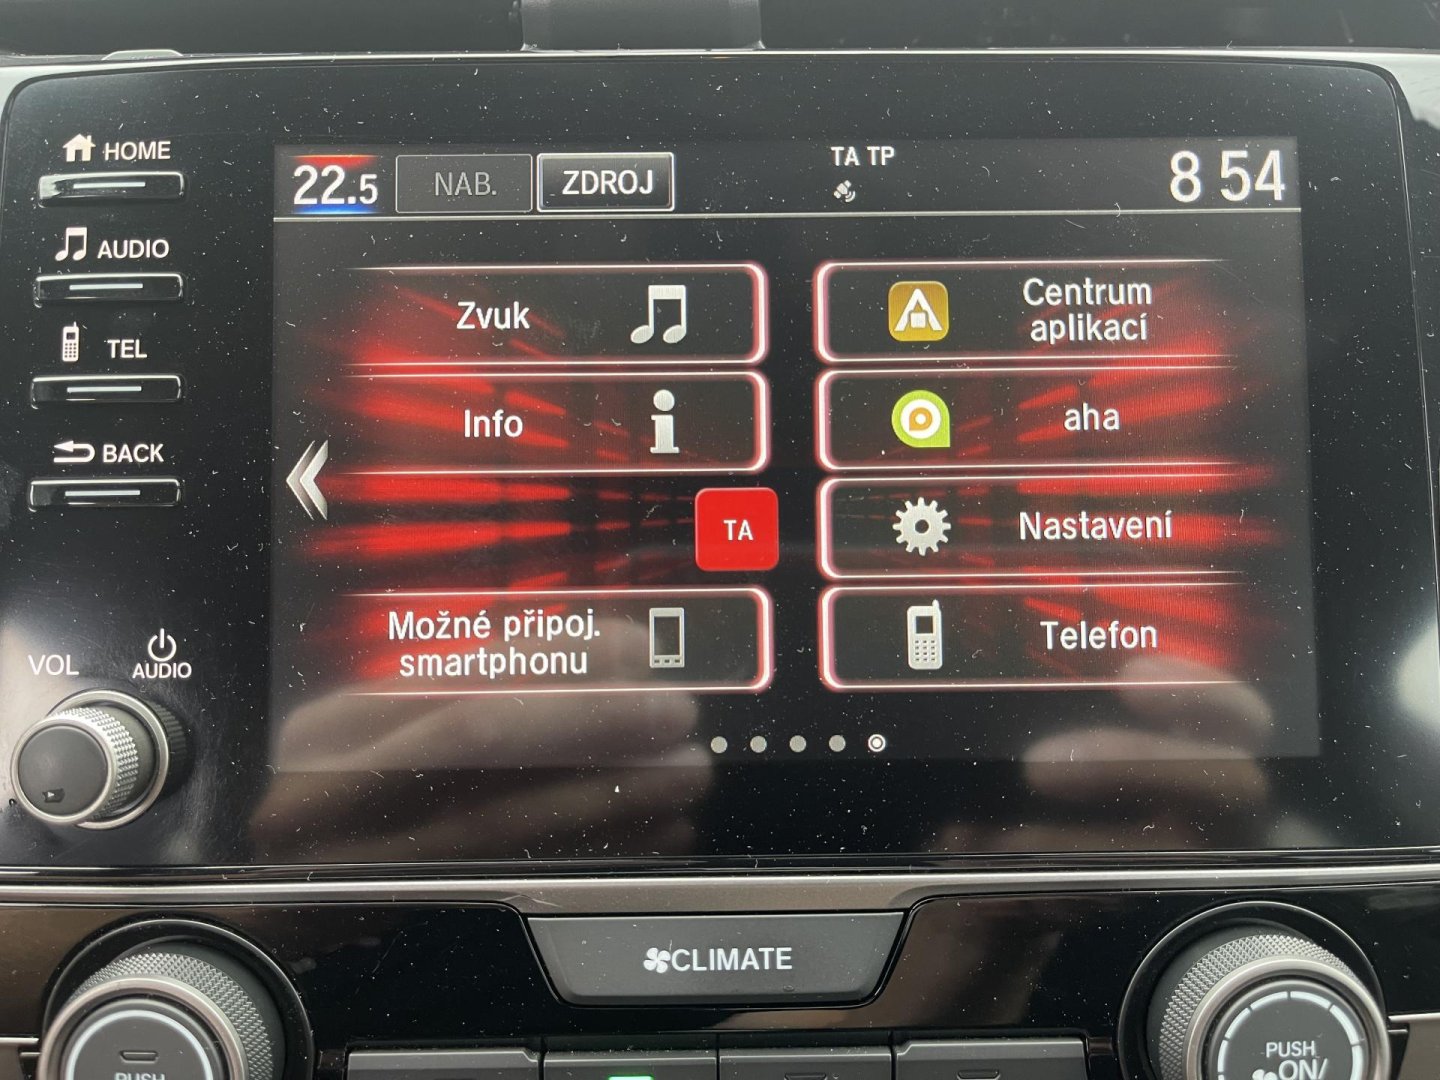 HOME
22.5
NAB.
ZDROJ
TA TP
8 54
AUDIO
Zvuk
Centrum
aplikací
TEL
Info
aha
BACK
TA
Nastavení
Možné připoj.
smartphonu
Telefon
VOL
AUDIO
CLIMATE
PUSH
PUSH
ON/